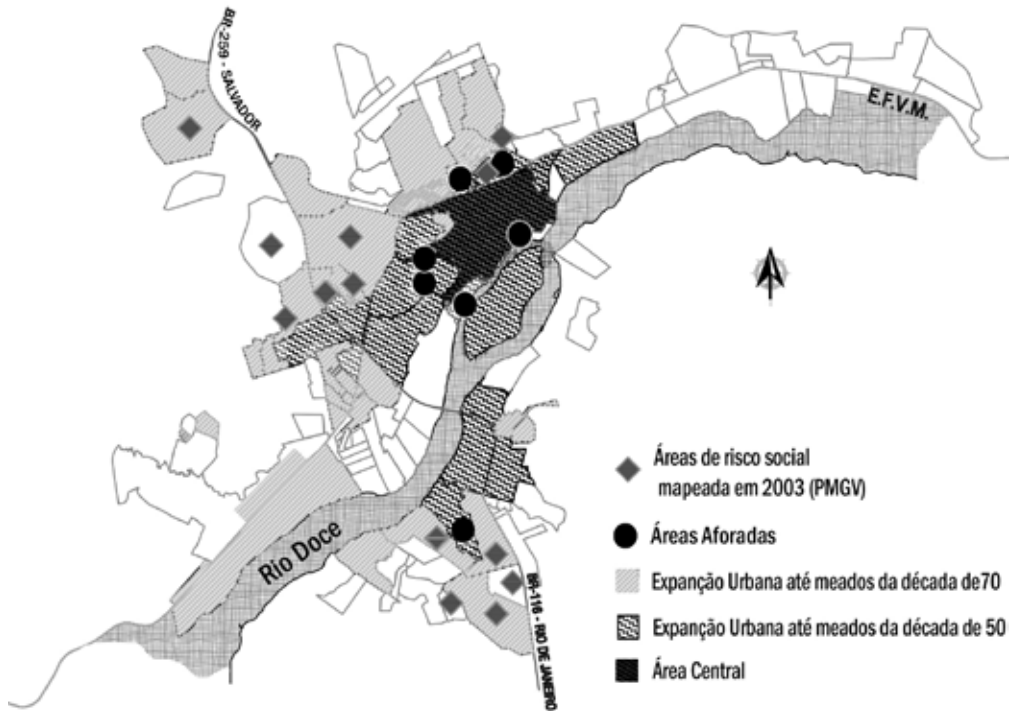 BR-259 - SALVADOR
E.F.V.M.
Rio Doce
BR-116 - RIO DE JANEIRO
Áreas de risco social
mapeada em 2003 (PMGV)
Áreas Aforadas
Expanção Urbana até meados da década de70
Expanção Urbana até meados da década de 50
Área Central